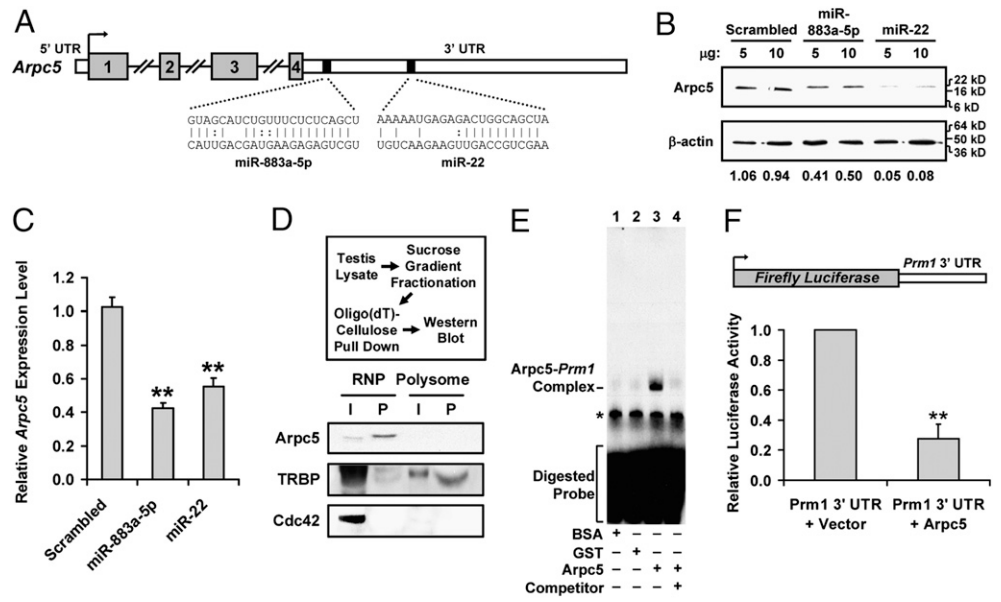 A
5' UTR
3' UTR
Arpc5
1
2
3
4
GUAGCAUCUGUUUCUCUCAGCU
CAUUGACGAUGAAGAGAGUCGU
miR-883a-5p
AAAAAUGAGAGACUGGCAGCUA
UGUCAAGAAGUUGACCGUCGAA
miR-22
B
Scrambled
miR-883a-5p
miR-22
µg: 5 10 5 10 5 10
Arpc5
22 kD
16 kD
6 kD
β-actin
64 kD
50 kD
36 kD
1.06 0.94 0.41 0.50 0.05 0.08
C
Relative Arpc5 Expression Level
1.2
1.0
0.8
0.6
0.4
0.2
0.0
**
**
Scrambled
miR-883a-5p
miR-22
D
Testis Lysate
Sucrose Gradient Fractionation
Oligo(dT)-Cellulose Pull Down
Western Blot
RNP Polysome
I P I P
Arpc5
TRBP
Cdc42
E
1 2 3 4
Arpc5-Prm1 Complex –
*
Digested Probe
BSA + – – –
GST – + – –
Arpc5 – – + +
Competitor – – – +
F
Prm1 3' UTR
Firefly Luciferase
Relative Luciferase Activity
1.0
0.8
0.6
0.4
0.2
0.0
**
Prm1 3' UTR + Vector
Prm1 3' UTR + Arpc5